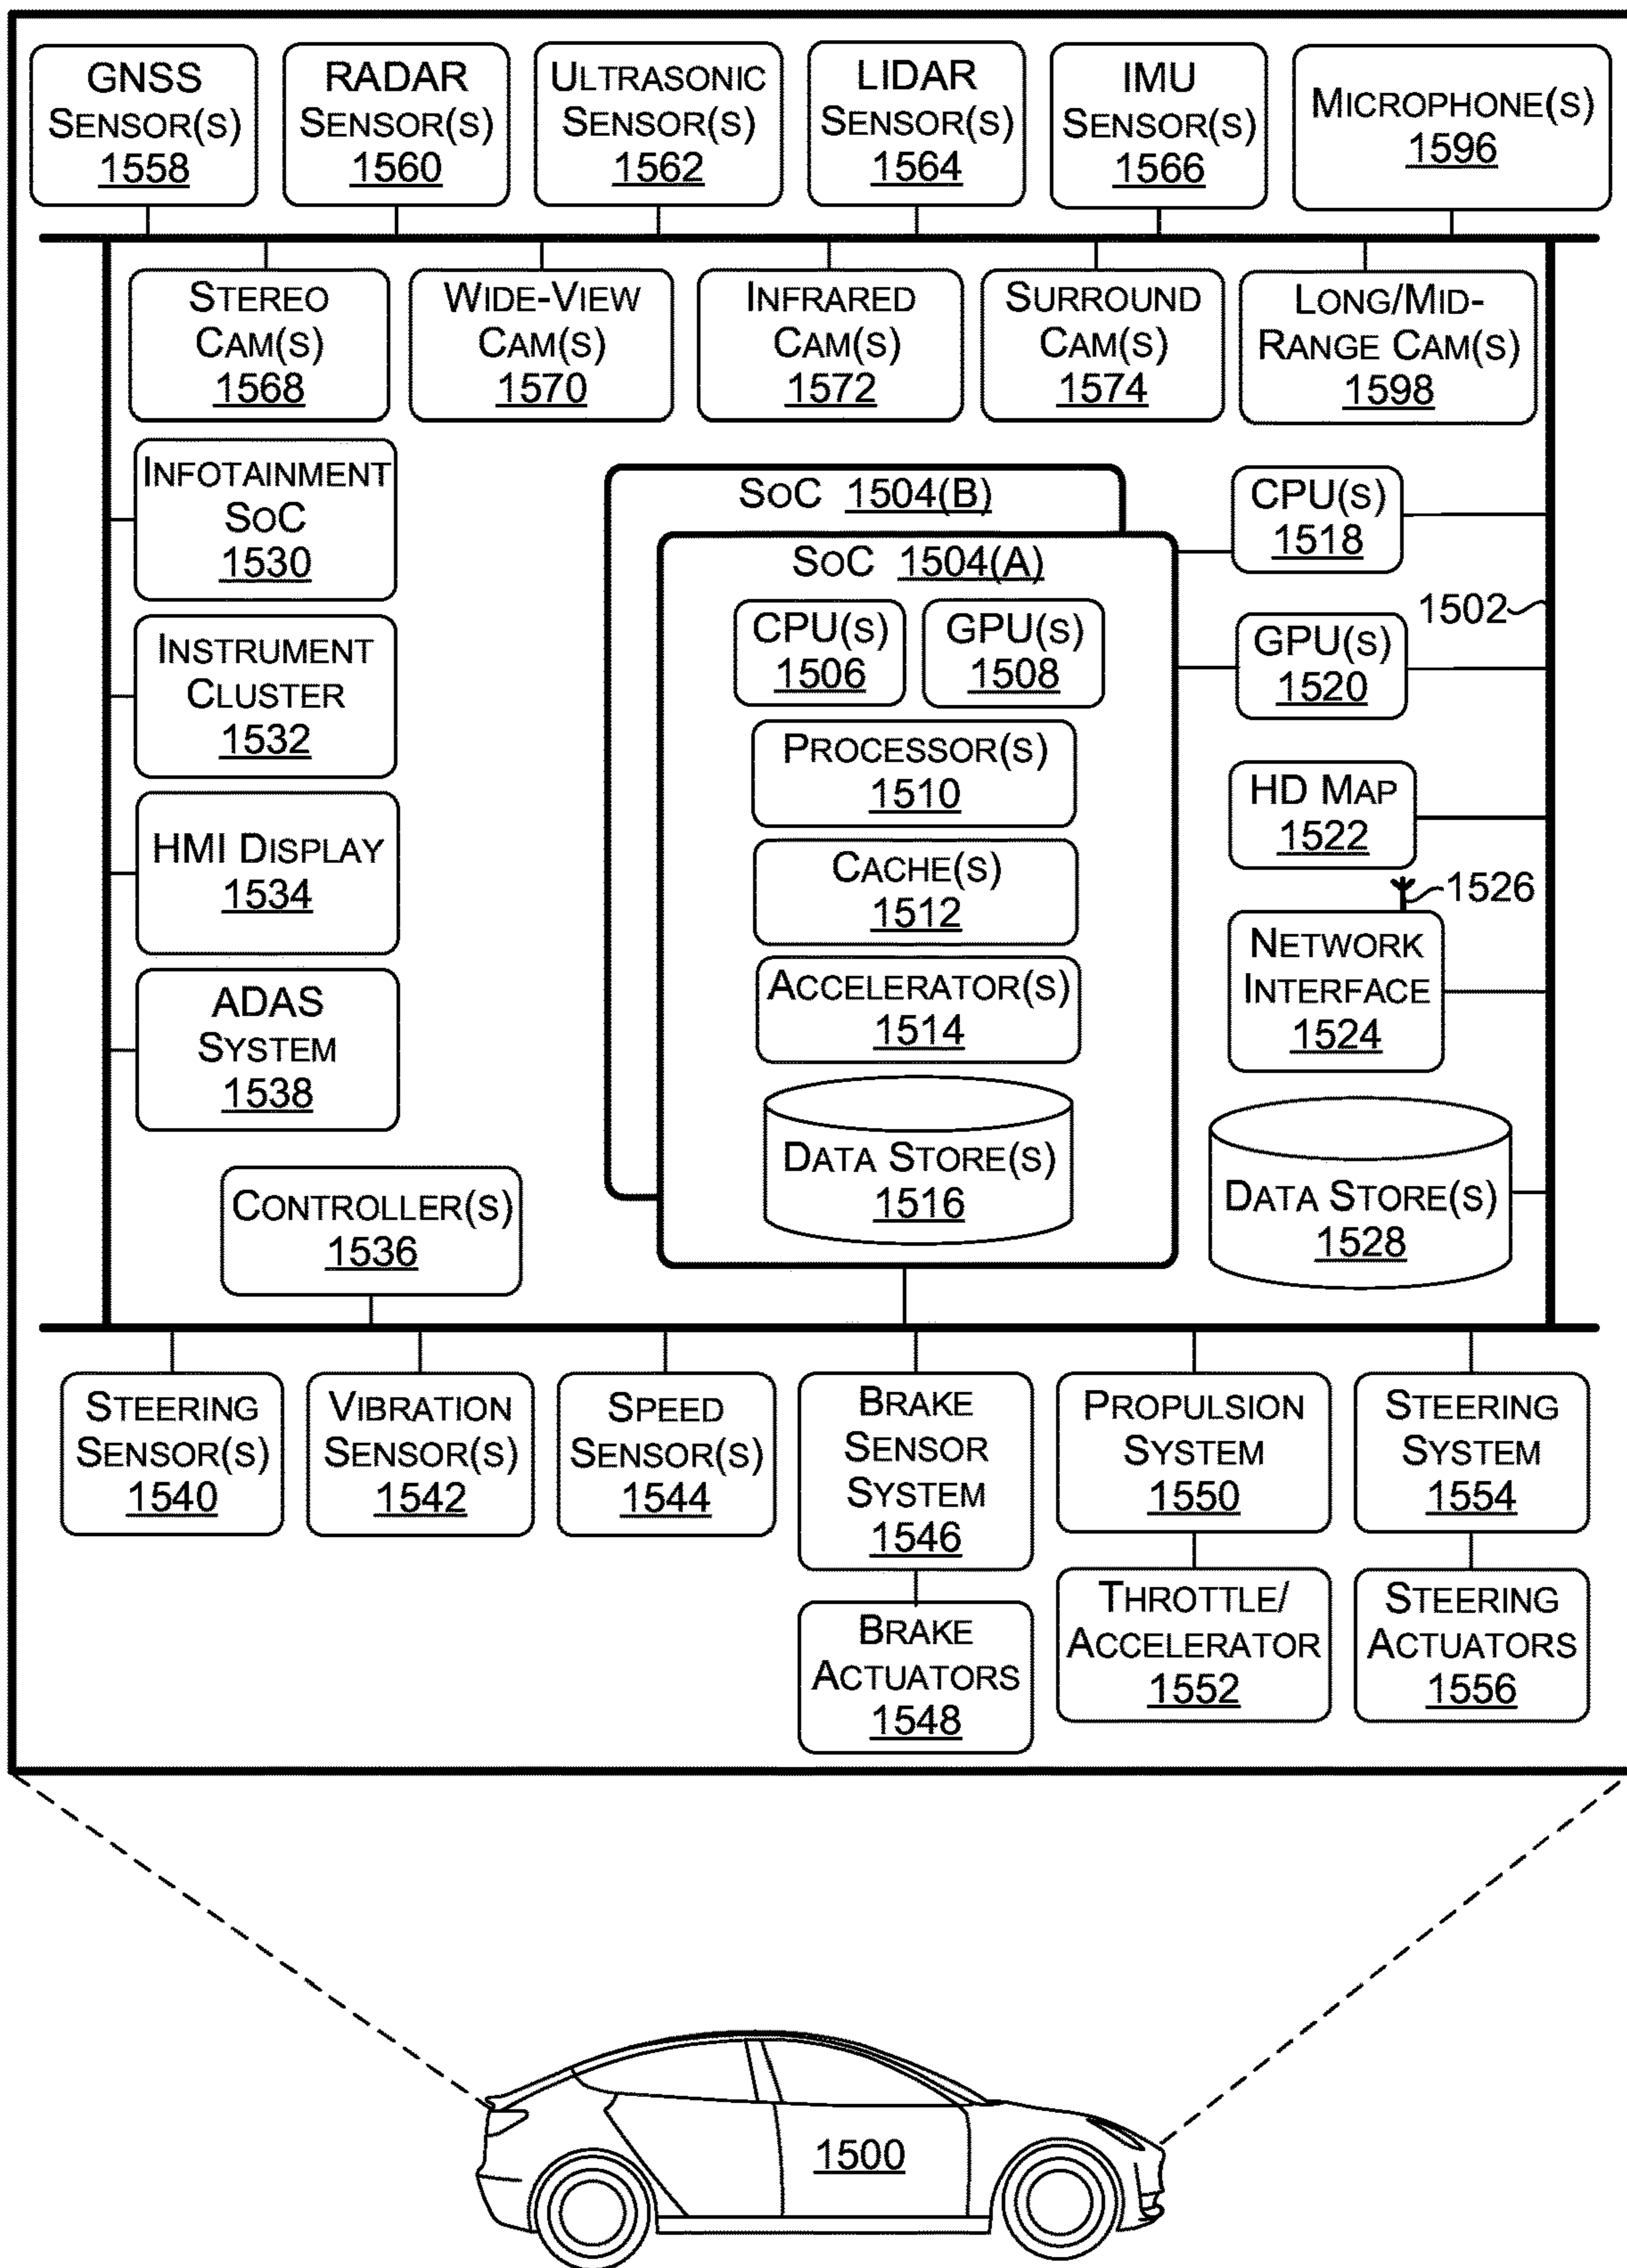 GNSS
SENSOR(S)
1558
RADAR
SENSOR(S)
1560
ULTRASONIC
SENSOR(S)
1562
LIDAR
SENSOR(S)
1564
IMU
SENSOR(S)
1566
MICROPHONE(S)
1596
STEREO
CAM(S)
1568
WIDE-VIEW
CAM(S)
1570
INFRARED
CAM(S)
1572
SURROUND
CAM(S)
1574
LONG/MID-
RANGE CAM(S)
1598
INFOTAINMENT
SOC
1530
INSTRUMENT
CLUSTER
1532
HMI DISPLAY
1534
ADAS
SYSTEM
1538
CONTROLLER(S)
1536
SOC 1504(B)
SOC 1504(A)
CPU(S)
1506
GPU(S)
1508
PROCESSOR(S)
1510
CACHE(S)
1512
ACCELERATOR(S)
1514
DATA STORE(S)
1516
CPU(S)
1518
1502
GPU(S)
1520
HD MAP
1522
1526
NETWORK
INTERFACE
1524
DATA STORE(S)
1528
STEERING
SENSOR(S)
1540
VIBRATION
SENSOR(S)
1542
SPEED
SENSOR(S)
1544
BRAKE
SENSOR
SYSTEM
1546
BRAKE
ACTUATORS
1548
PROPULSION
SYSTEM
1550
THROTTLE/
ACCELERATOR
1552
STEERING
SYSTEM
1554
STEERING
ACTUATORS
1556
1500